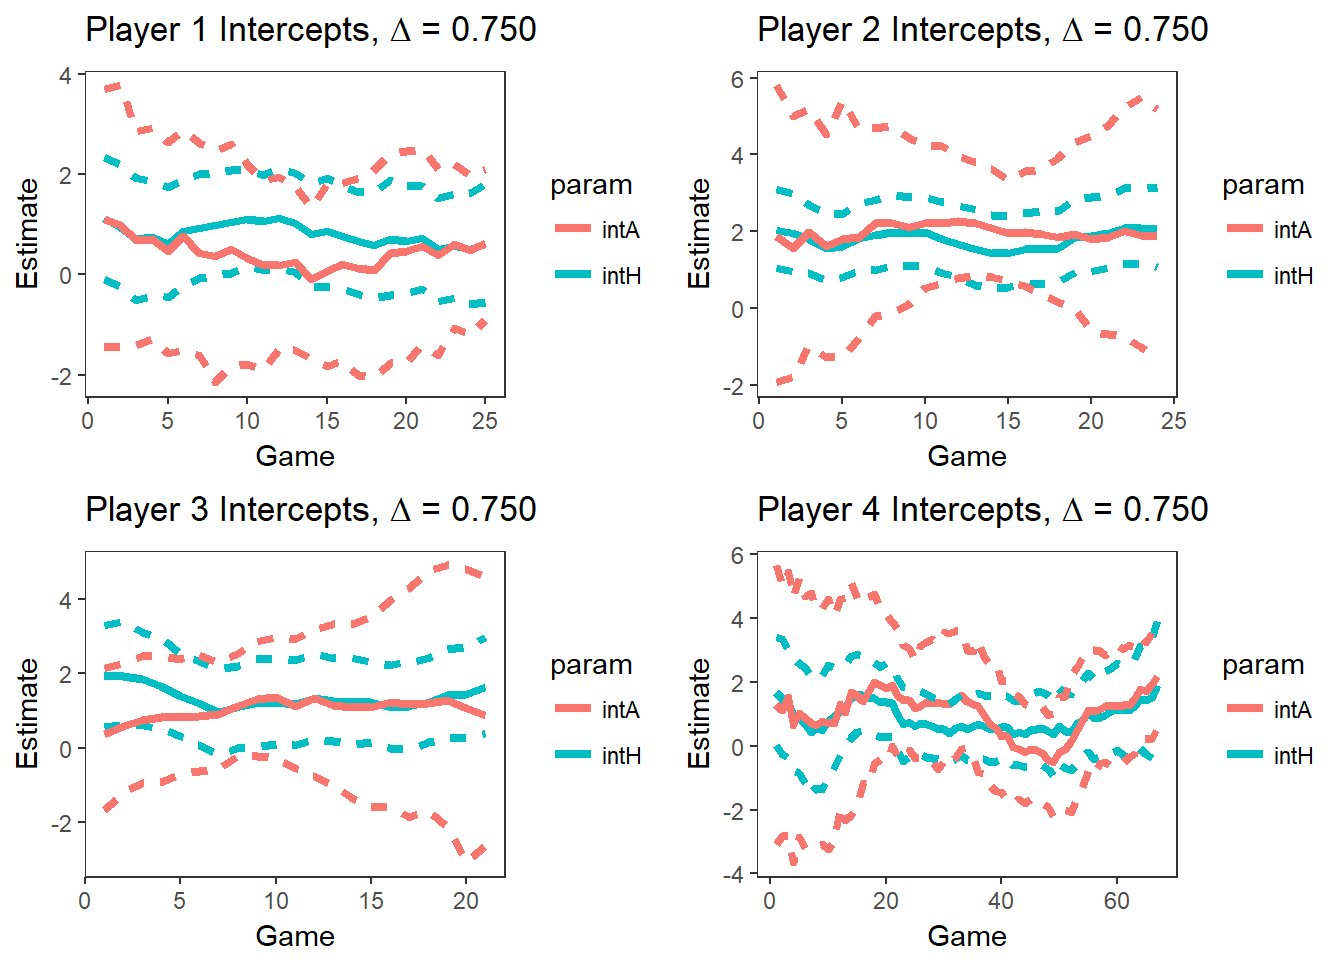 Player 1 Intercepts, Δ = 0.750
4
2
0
-2
Estimate
0 5 10 15 20 25
Game
param
intA
intH
Player 2 Intercepts, Δ = 0.750
6
4
2
0
-2
Estimate
0 5 10 15 20 25
Game
param
intA
intH
Player 3 Intercepts, Δ = 0.750
4
2
0
-2
Estimate
0 5 10 15 20
Game
param
intA
intH
Player 4 Intercepts, Δ = 0.750
6
4
2
0
-2
-4
Estimate
0 20 40 60
Game
param
intA
intH